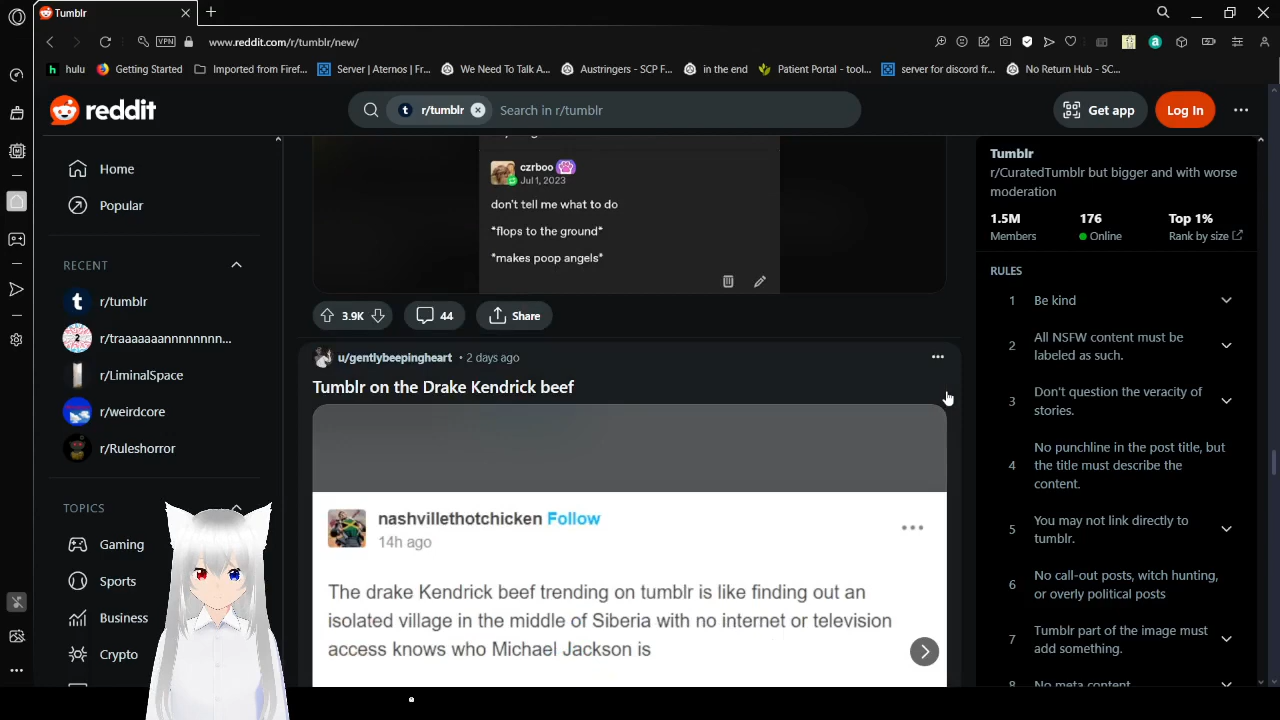 Tumblr
VPN
www.reddit.com/r/tumblr/new/
h hulu
Getting Started
Imported from Firef...
Server | Aternos | Fr...
We Need To Talk A...
Austringers - SCP F...
in the end
Patient Portal - tool...
server for discord fr...
No Return Hub - SC...
reddit
r/tumblr
Search in r/tumblr
Get app
Log In
Home
Popular
RECENT
r/tumblr
r/traaaaaaannnnnnnn...
r/LiminalSpace
r/weirdcore
r/Ruleshorror
TOPICS
Gaming
Sports
Business
Crypto
czrboo
Jul 1, 2023
don't tell me what to do
*flops to the ground*
*makes poop angels*
3.9K
44
Share
u/gentlybeepingheart • 2 days ago
Tumblr on the Drake Kendrick beef
nashvillethotchicken Follow
14h ago
The drake Kendrick beef trending on tumblr is like finding out an
isolated village in the middle of Siberia with no internet or television
access knows who Michael Jackson is
Tumblr
r/CuratedTumblr but bigger and with worse
moderation
1.5M 176 Top 1%
Members Online Rank by size
RULES
1 Be kind
2 All NSFW content must be
labeled as such.
3 Don't question the veracity of
stories.
4 No punchline in the post title, but
the title must describe the
content.
5 You may not link directly to
tumblr.
6 No call-out posts, witch hunting,
or overly political posts
7 Tumblr part of the image must
add something.
8 No meta content